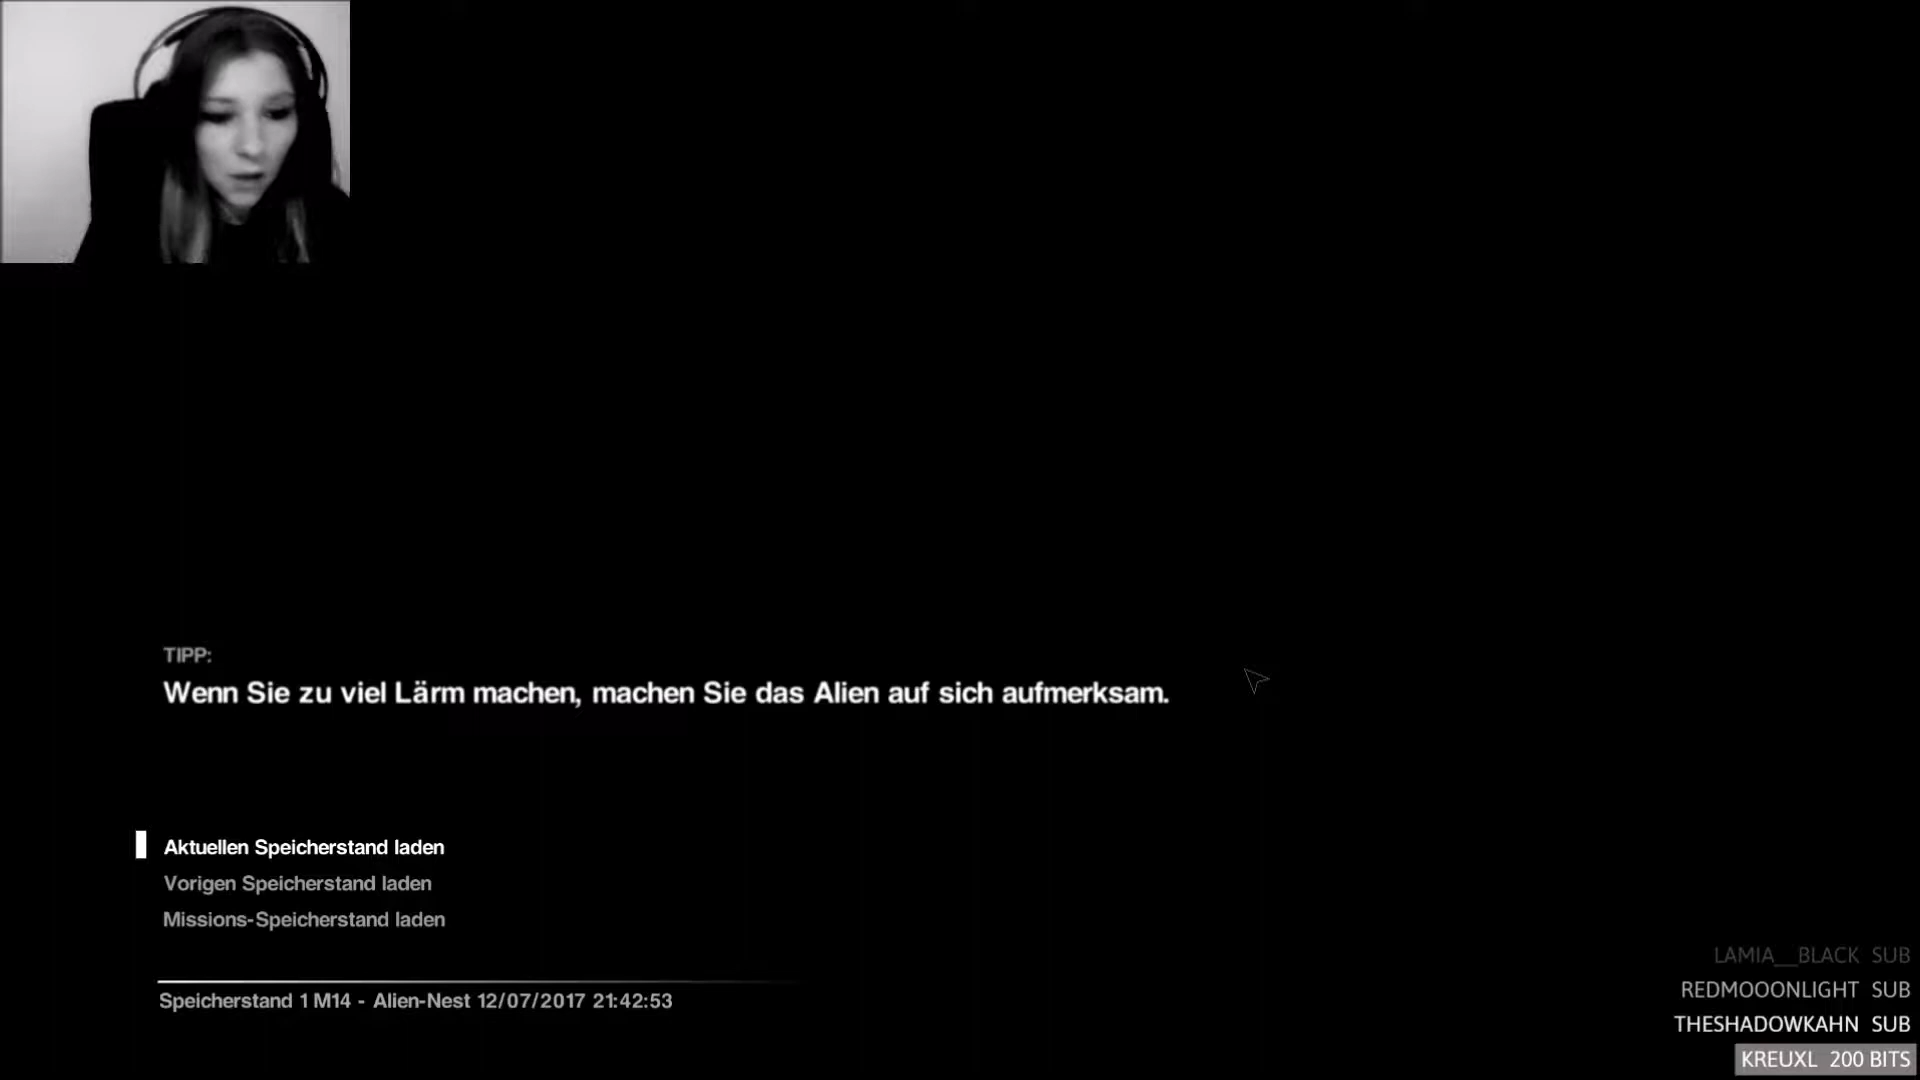 TIPP:
Wenn Sie zu viel Lärm machen, machen Sie das Alien auf sich aufmerksam.
Aktuellen Speicherstand laden
Vorigen Speicherstand laden
Missions-Speicherstand laden
Speicherstand 1 M14 - Alien-Nest 12/07/2017 21:42:53
LAMIA__BLACK SUB
REDMOOONLIGHT SUB
THESHADOWKAHN SUB
KREUXL 200 BITS